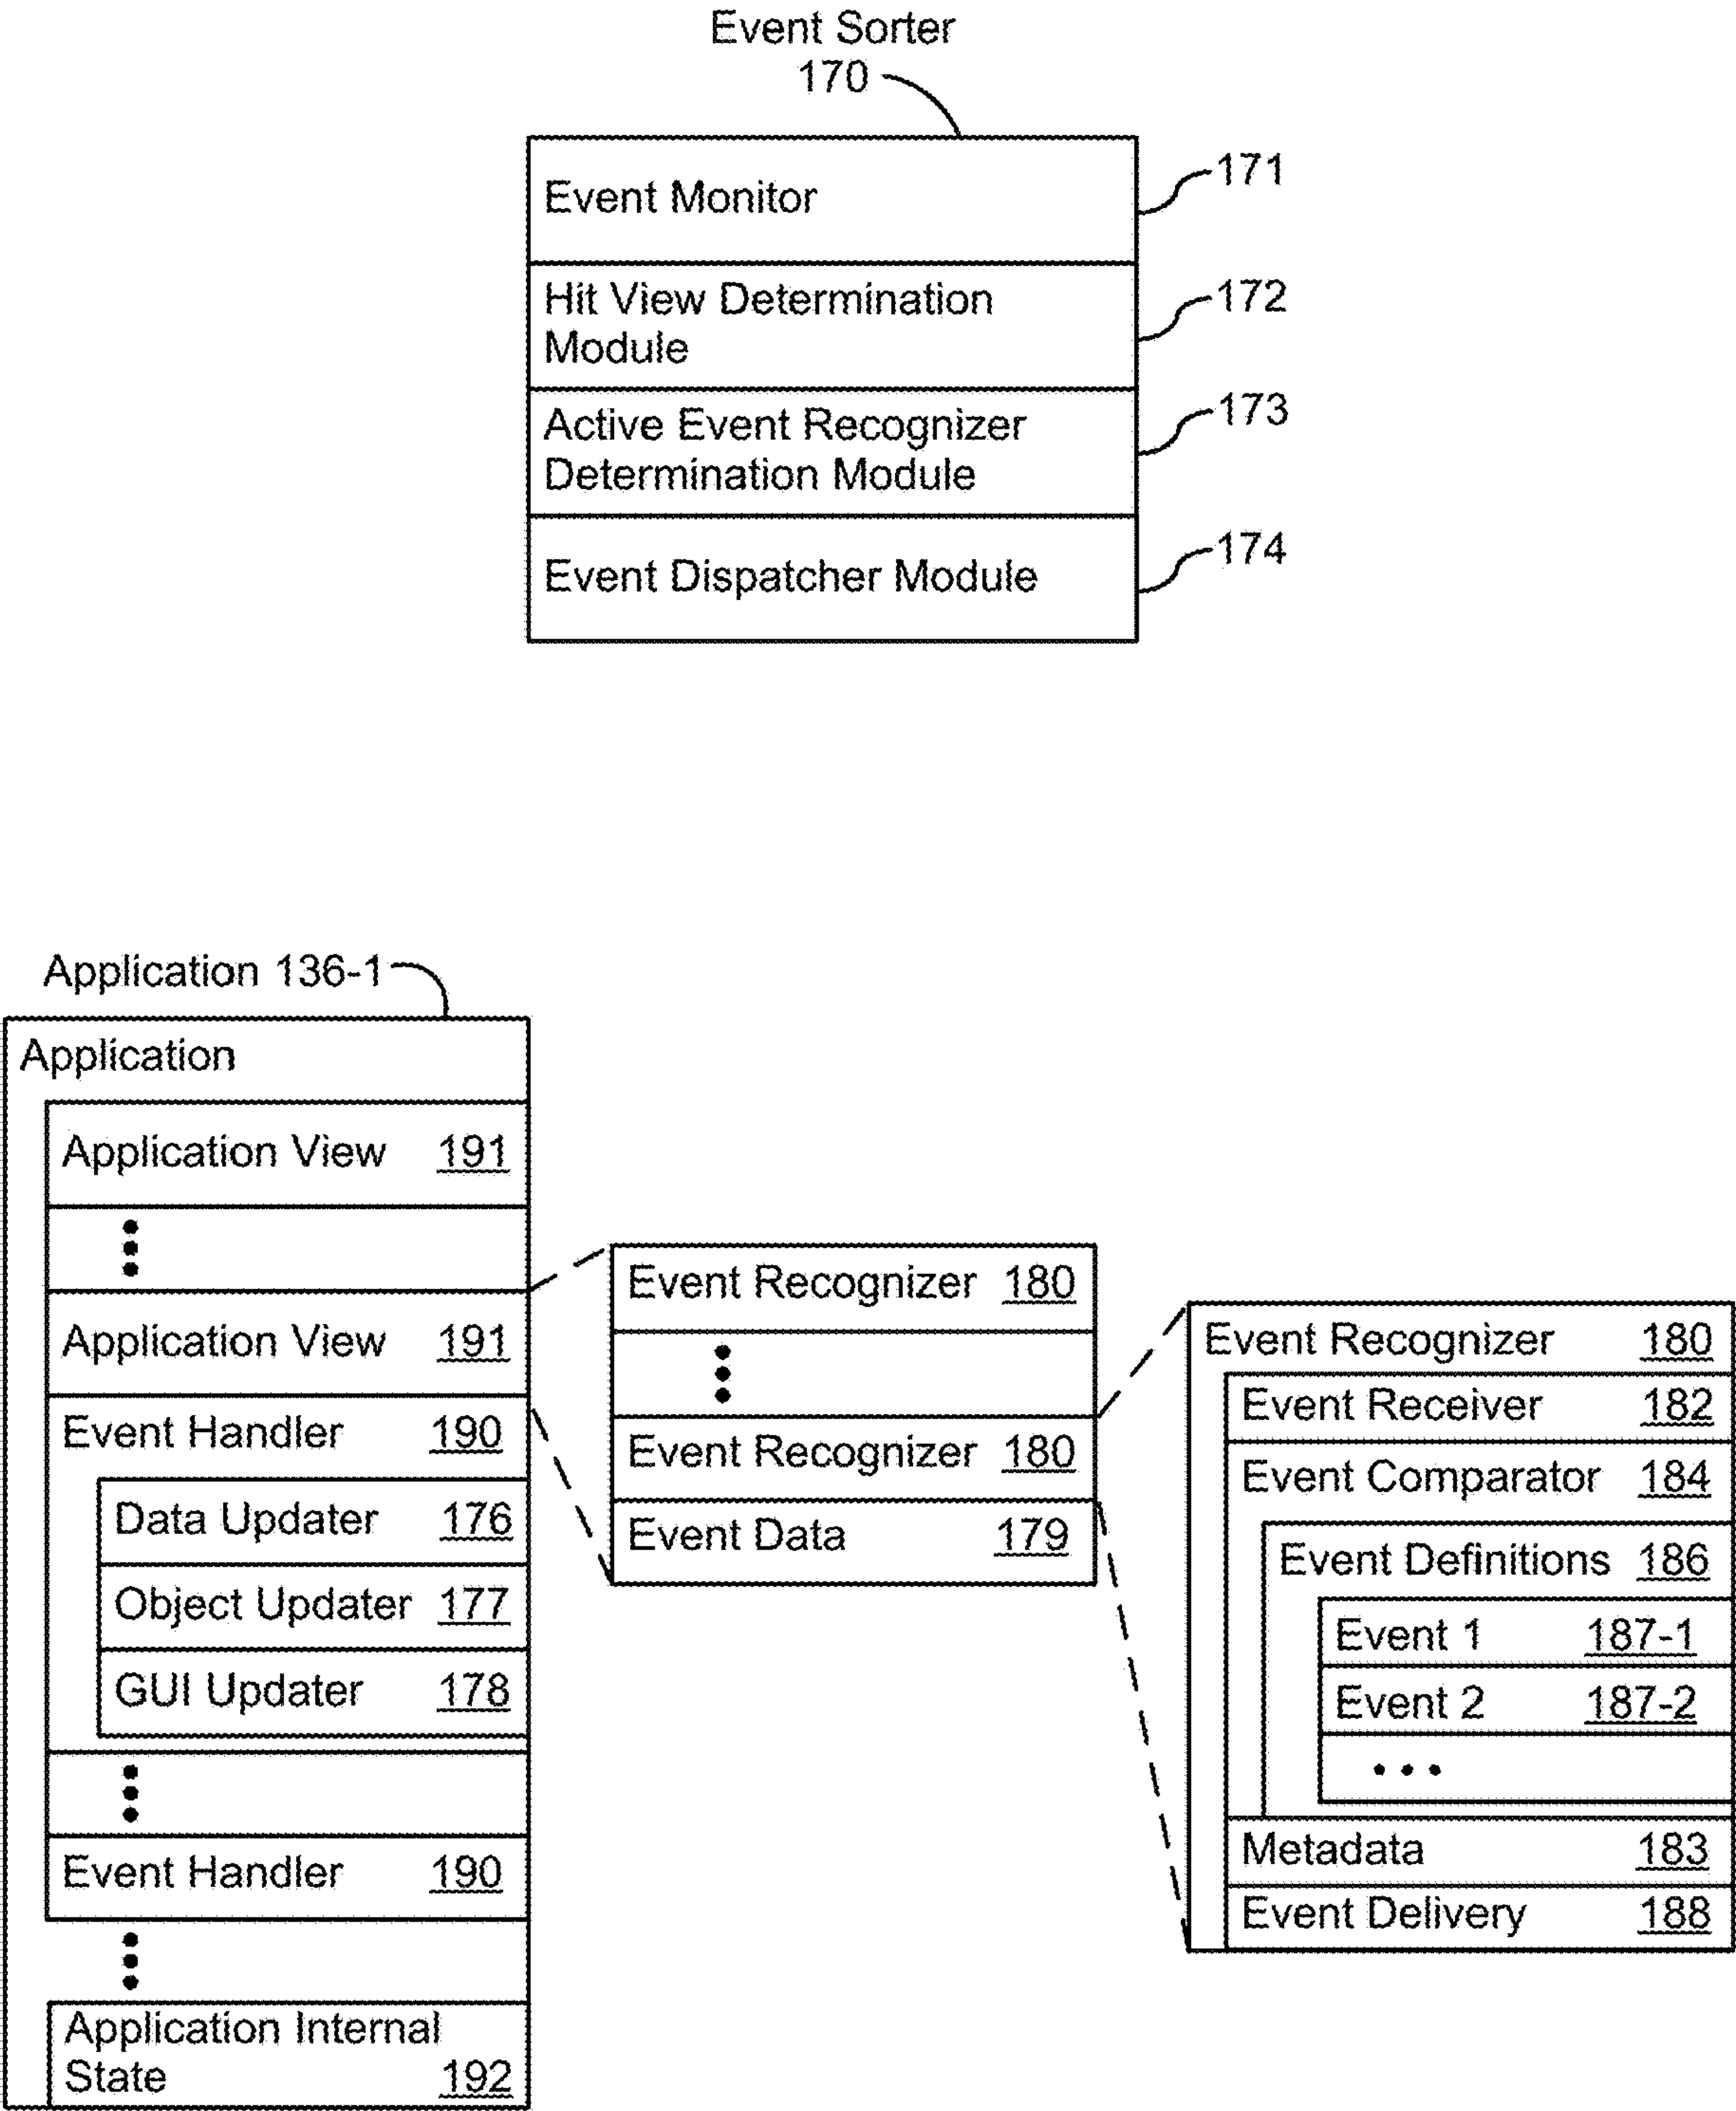 Event Sorter
170
Event Monitor
171
Hit View Determination
Module
172
Active Event Recognizer
Determination Module
173
Event Dispatcher Module
174
Application 136-1
Application
Application View 191
Application View 191
Event Handler 190
Data Updater 176
Object Updater 177
GUI Updater 178
Event Handler 190
Application Internal
State 192
Event Recognizer 180
Event Recognizer 180
Event Data 179
Event Recognizer 180
Event Receiver 182
Event Comparator 184
Event Definitions 186
Event 1 187-1
Event 2 187-2
• • •
Metadata 183
Event Delivery 188